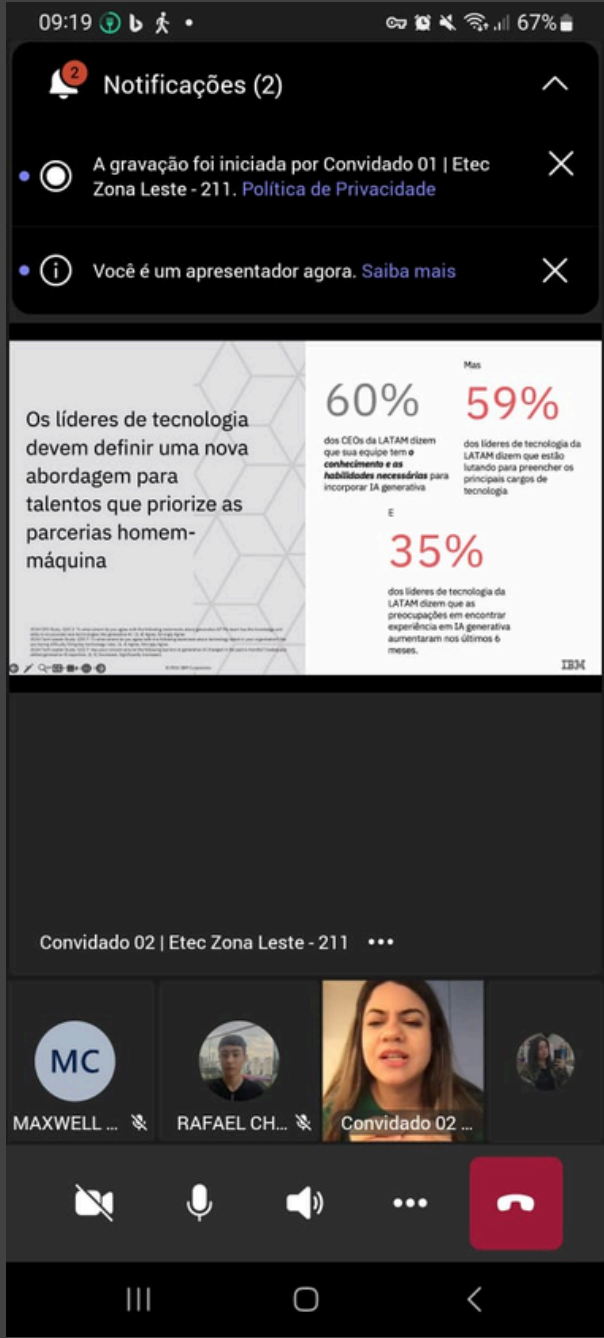 09:19
67%
2
Notificações (2)
A gravação foi iniciada por Convidado 01 | Etec
Zona Leste - 211. Política de Privacidade
Você é um apresentador agora. Saiba mais
Os líderes de tecnologia
devem definir uma nova
abordagem para
talentos que priorize as
parcerias homem-
máquina
60%
dos CEOs da LATAM dizem
que sua equipe tem o
conhecimento e as
habilidades necessárias para
incorporar IA generativa
Mas
59%
dos líderes de tecnologia da
LATAM dizem que estão
lutando para preencher os
principais cargos de
tecnologia
E
35%
dos líderes de tecnologia da
LATAM dizem que as
preocupações em encontrar
experiência em IA generativa
aumentaram nos últimos 6
meses.
IBM
Convidado 02 | Etec Zona Leste - 211
MC
MAXWELL ...
RAFAEL CH...
Convidado 02 ...